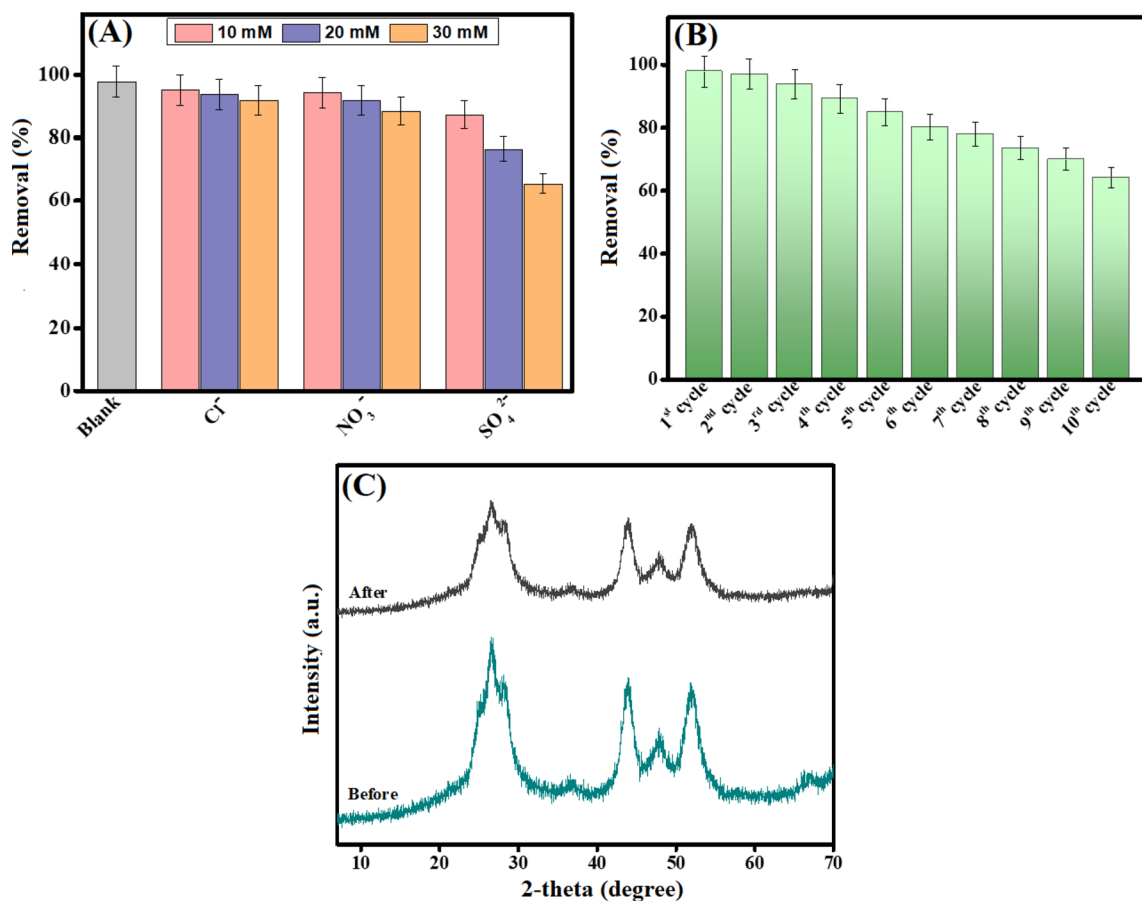 (A)
10 mM 20 mM 30 mM
Removal (%)
100
80
60
40
20
0
Blank
Cl⁻
NO₃⁻
SO₄²⁻
(B)
Removal (%)
100
80
60
40
20
0
1ˢᵗ cycle
2ⁿᵈ cycle
3ʳᵈ cycle
4ᵗʰ cycle
5ᵗʰ cycle
6ᵗʰ cycle
7ᵗʰ cycle
8ᵗʰ cycle
9ᵗʰ cycle
10ᵗʰ cycle
(C)
Intensity (a.u.)
After
Before
10 20 30 40 50 60 70
2-theta (degree)